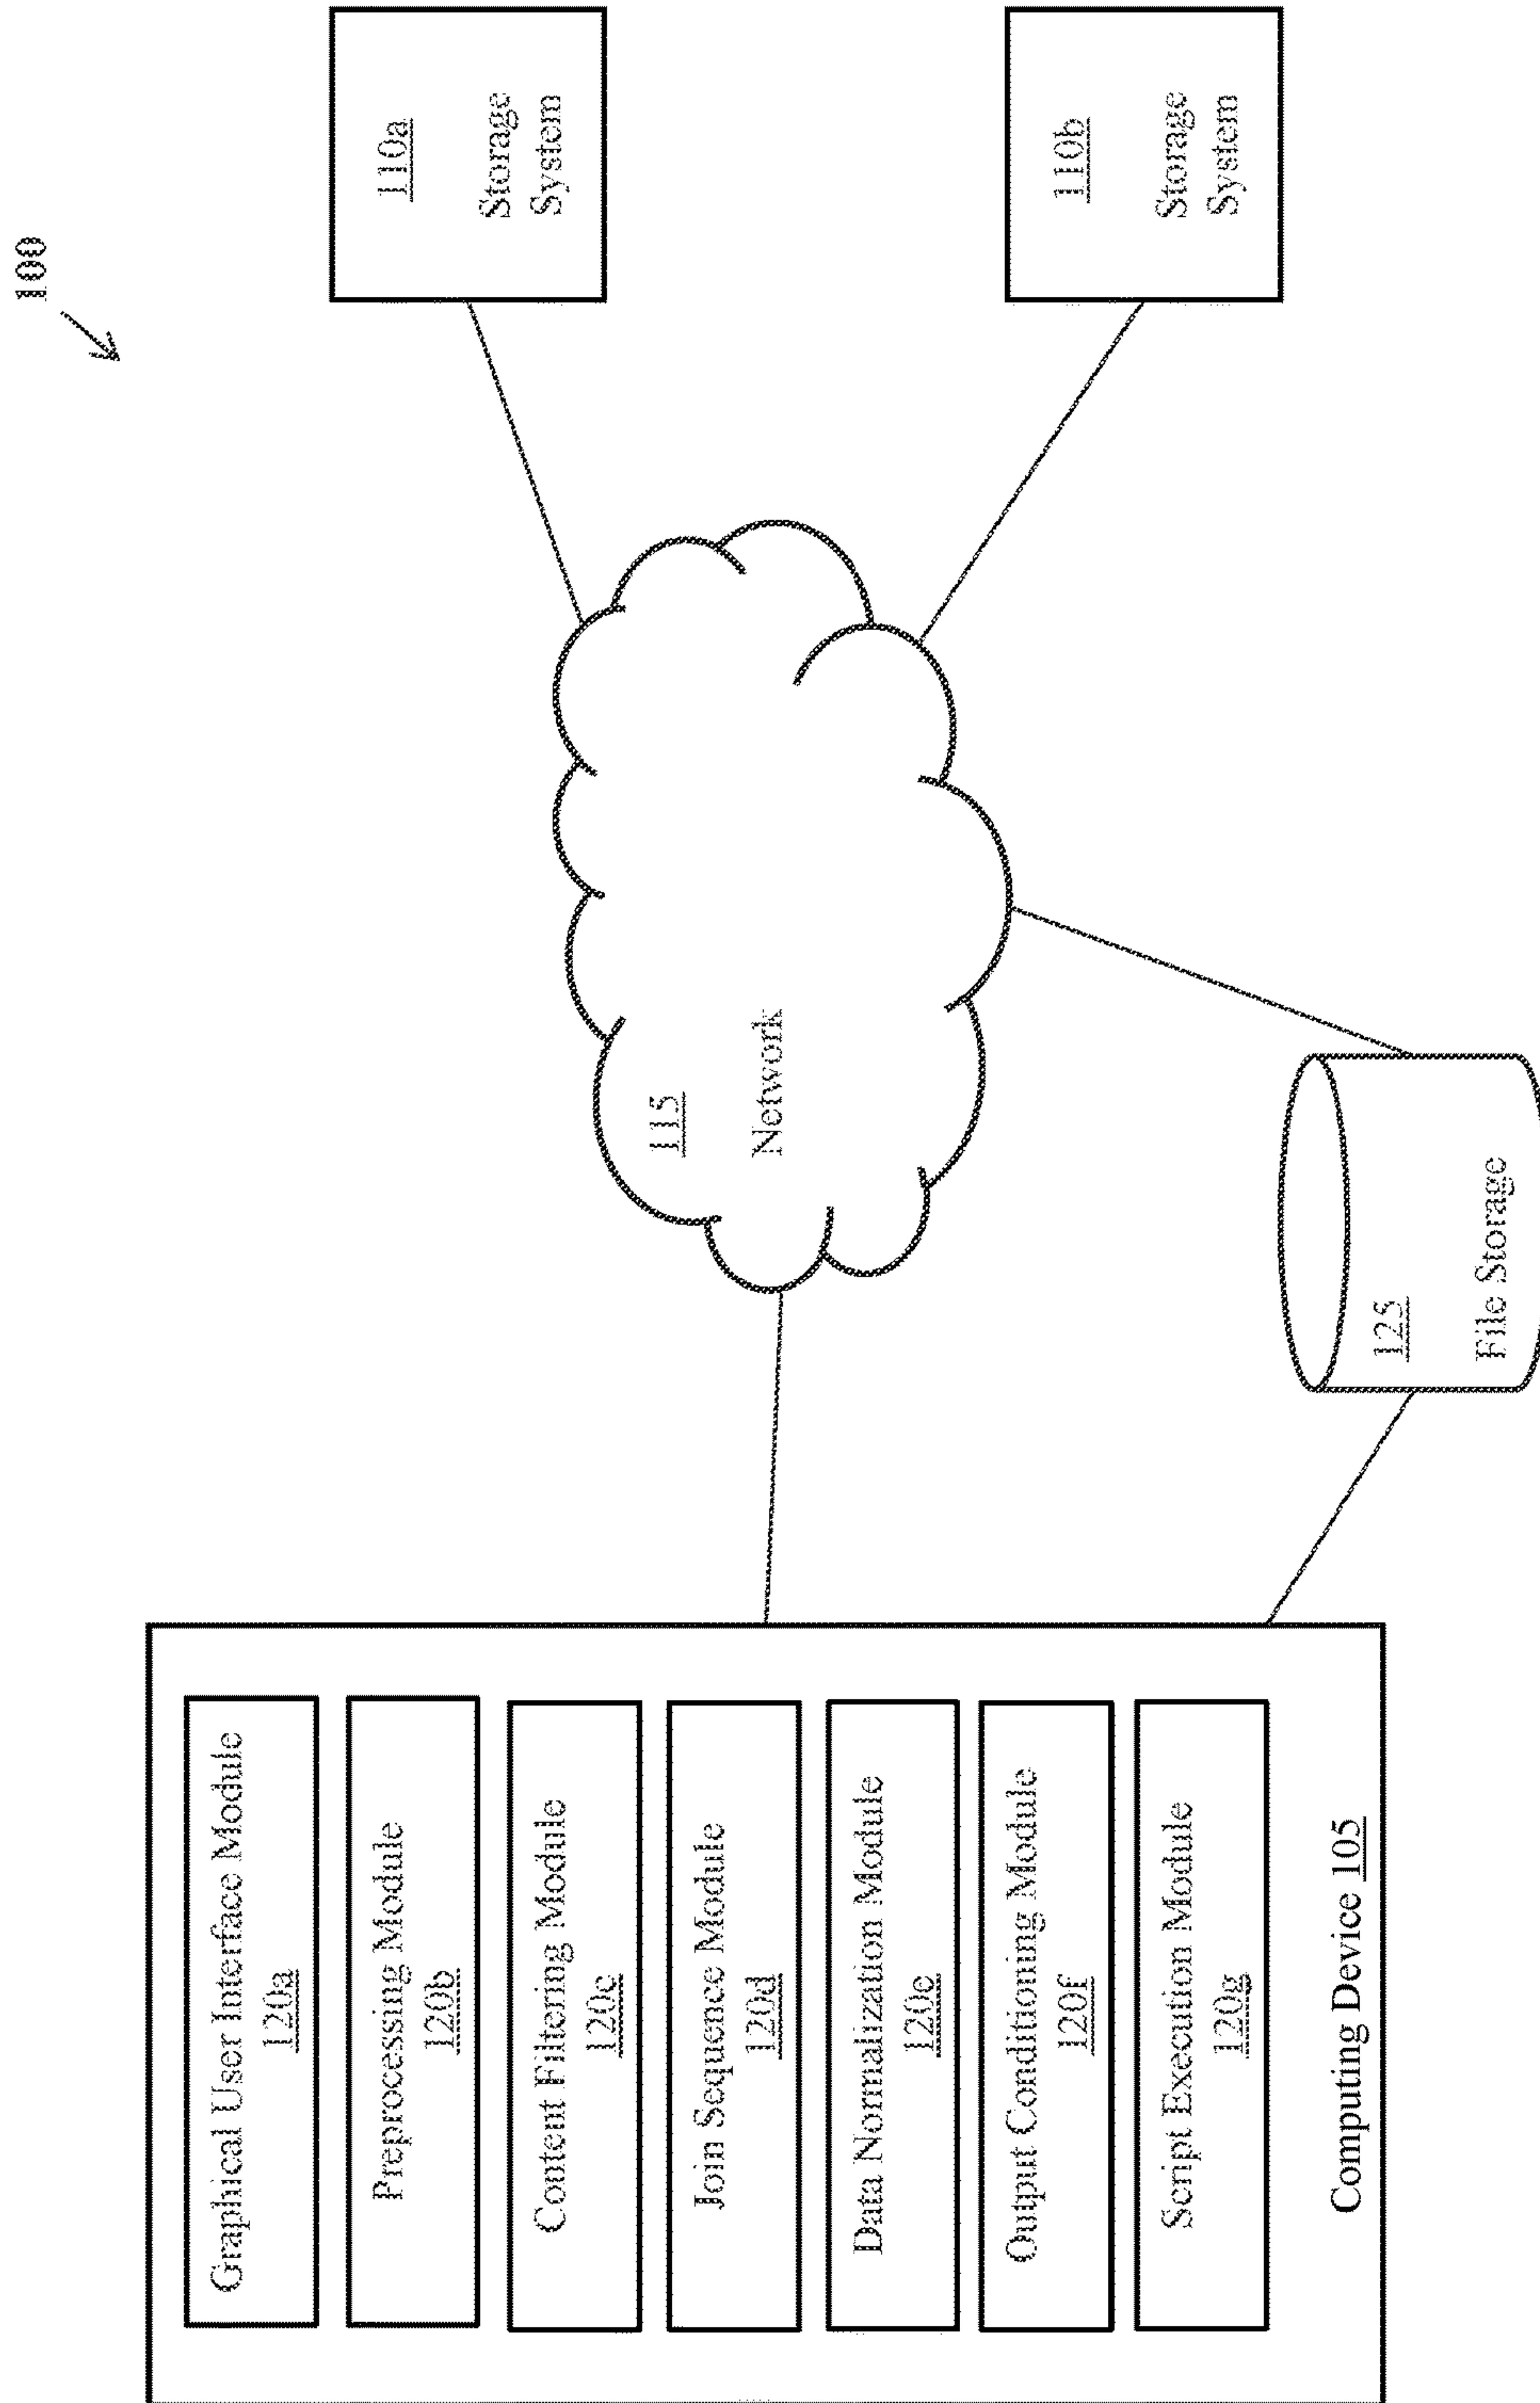 100
Graphical User Interface Module
120a
Preprocessing Module
120b
Content Filtering Module
120c
Join Sequence Module
120d
Data Normalization Module
120e
Output Conditioning Module
120f
Script Execution Module
120g
Computing Device 105
115
Network
125
File Storage
110a
Storage
System
110b
Storage
System